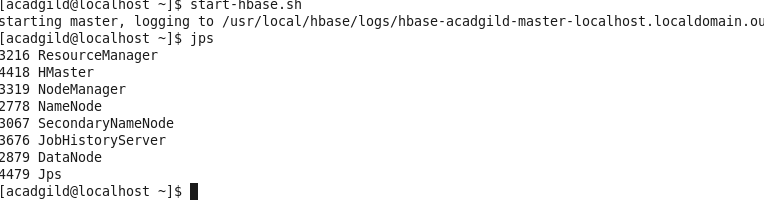 [acadgild@localhost ~]$ start-hbase.sh
starting master, logging to /usr/local/hbase/logs/hbase-acadgild-master-localhost.localdomain.ou
[acadgild@localhost ~]$ jps
3216 ResourceManager
4418 HMaster
3319 NodeManager
2778 NameNode
3067 SecondaryNameNode
3676 JobHistoryServer
2879 DataNode
4479 Jps
[acadgild@localhost ~]$